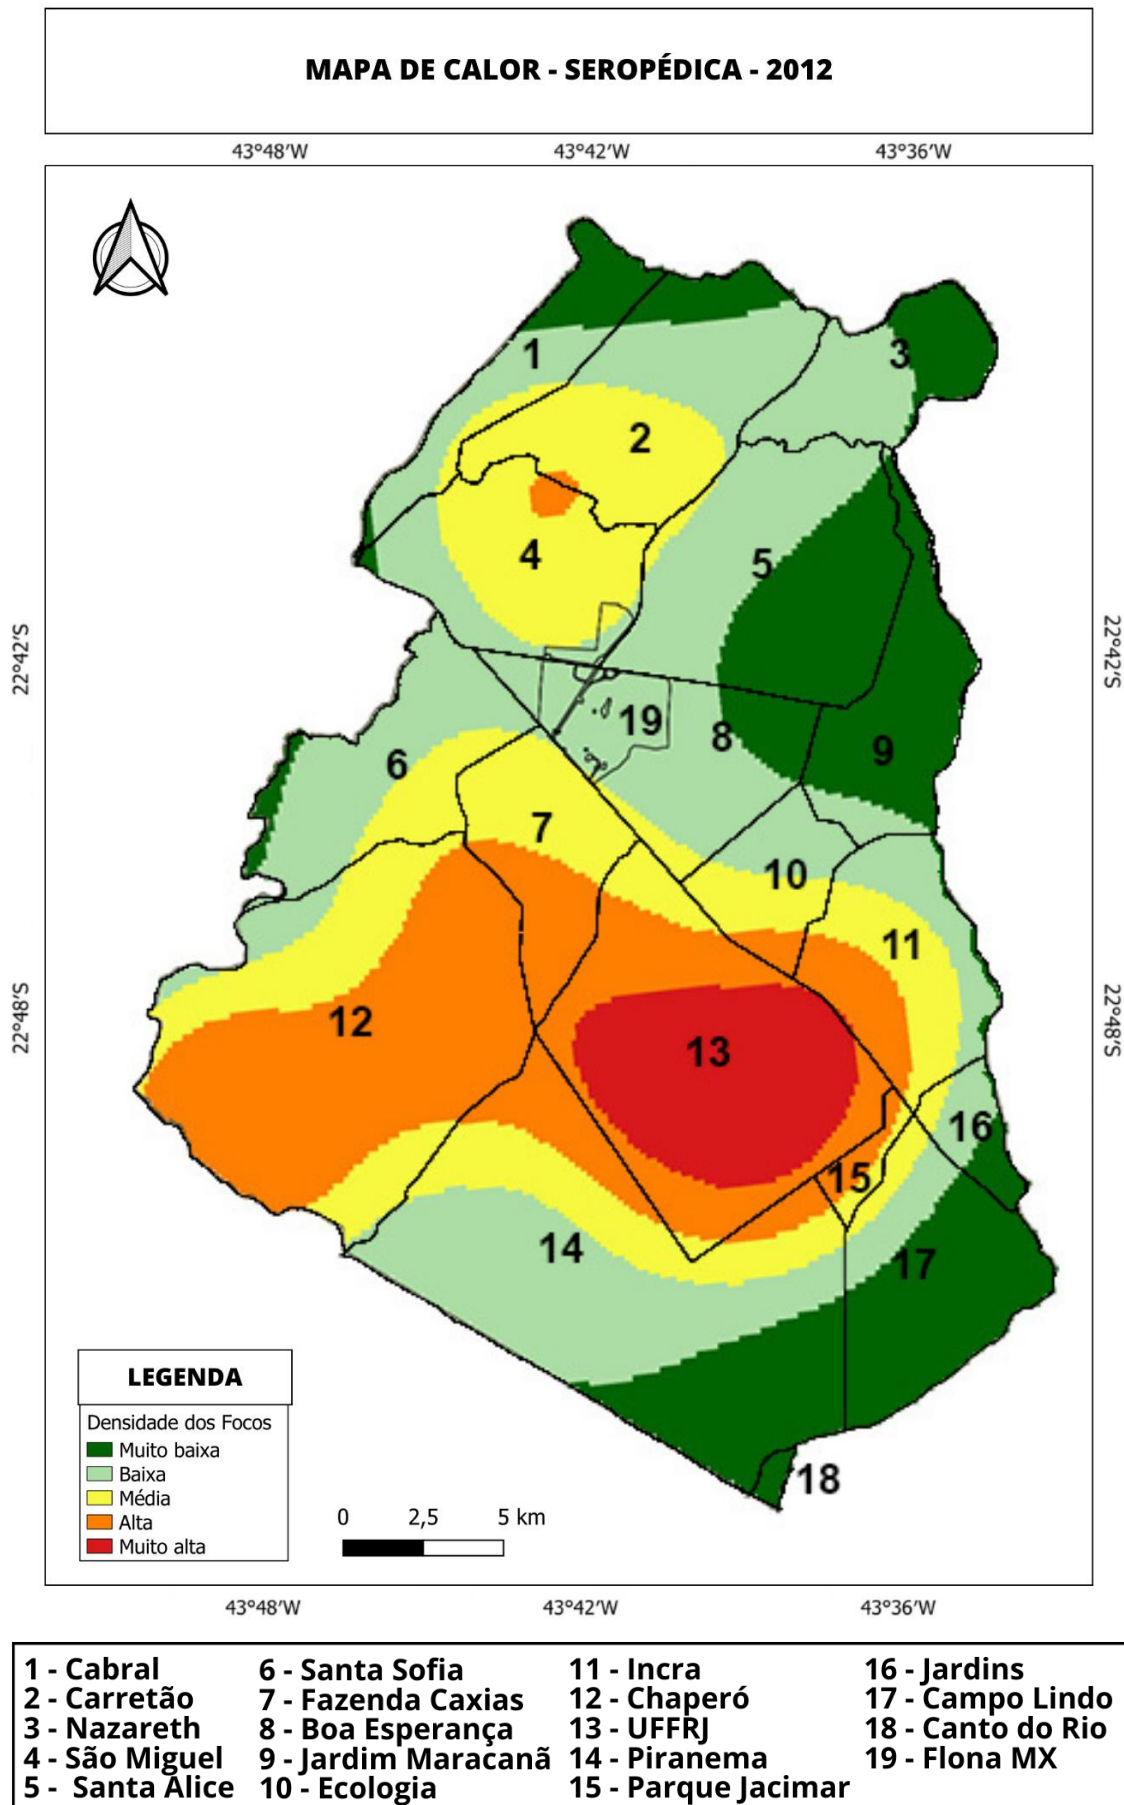 MAPA DE CALOR - SEROPÉDICA - 2012
43°48'W 43°42'W 43°36'W
1
3
2
4
5
22°42'S 22°42'S
19
8
9
6
7
10
11
22°48'S 22°48'S
12
13
16
15
14
17
18
LEGENDA
Densidade dos Focos
Muito baixa
Baixa
Média
Alta
Muito alta
0 2,5 5 km
43°48'W 43°42'W 43°36'W
1 - Cabral
2 - Carretão
3 - Nazareth
4 - São Miguel
5 - Santa Alice
6 - Santa Sofia
7 - Fazenda Caxias
8 - Boa Esperança
9 - Jardim Maracanã
10 - Ecologia
11 - Incra
12 - Chaperó
13 - UFFRJ
14 - Piranema
15 - Parque Jacimar
16 - Jardins
17 - Campo Lindo
18 - Canto do Rio
19 - Flona MX